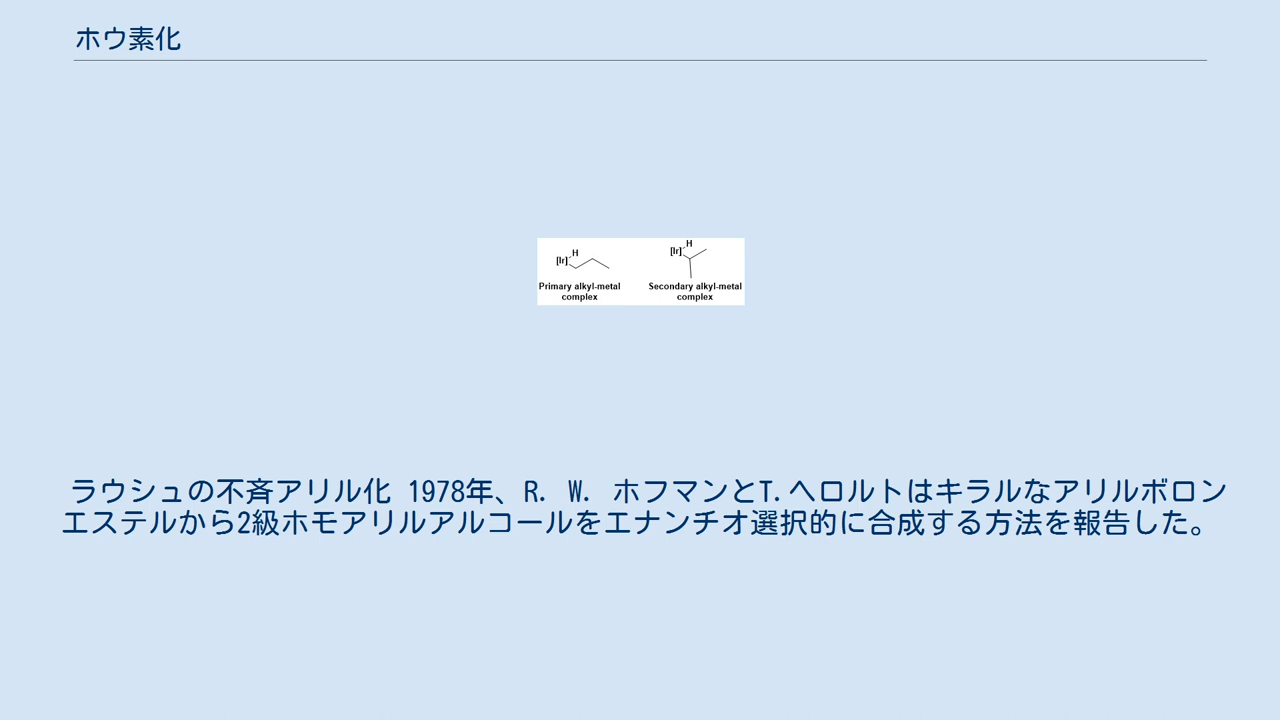 ホウ素化
[Ir]
H
Primary alkyl-metal
complex
[Ir]
H
Secondary alkyl-metal
complex
ラウシュの不斉アリル化 1978年、R. W. ホフマンとT.ヘロルトはキラルなアリルボロン
エステルから2級ホモアリルアルコールをエナンチオ選択的に合成する方法を報告した。